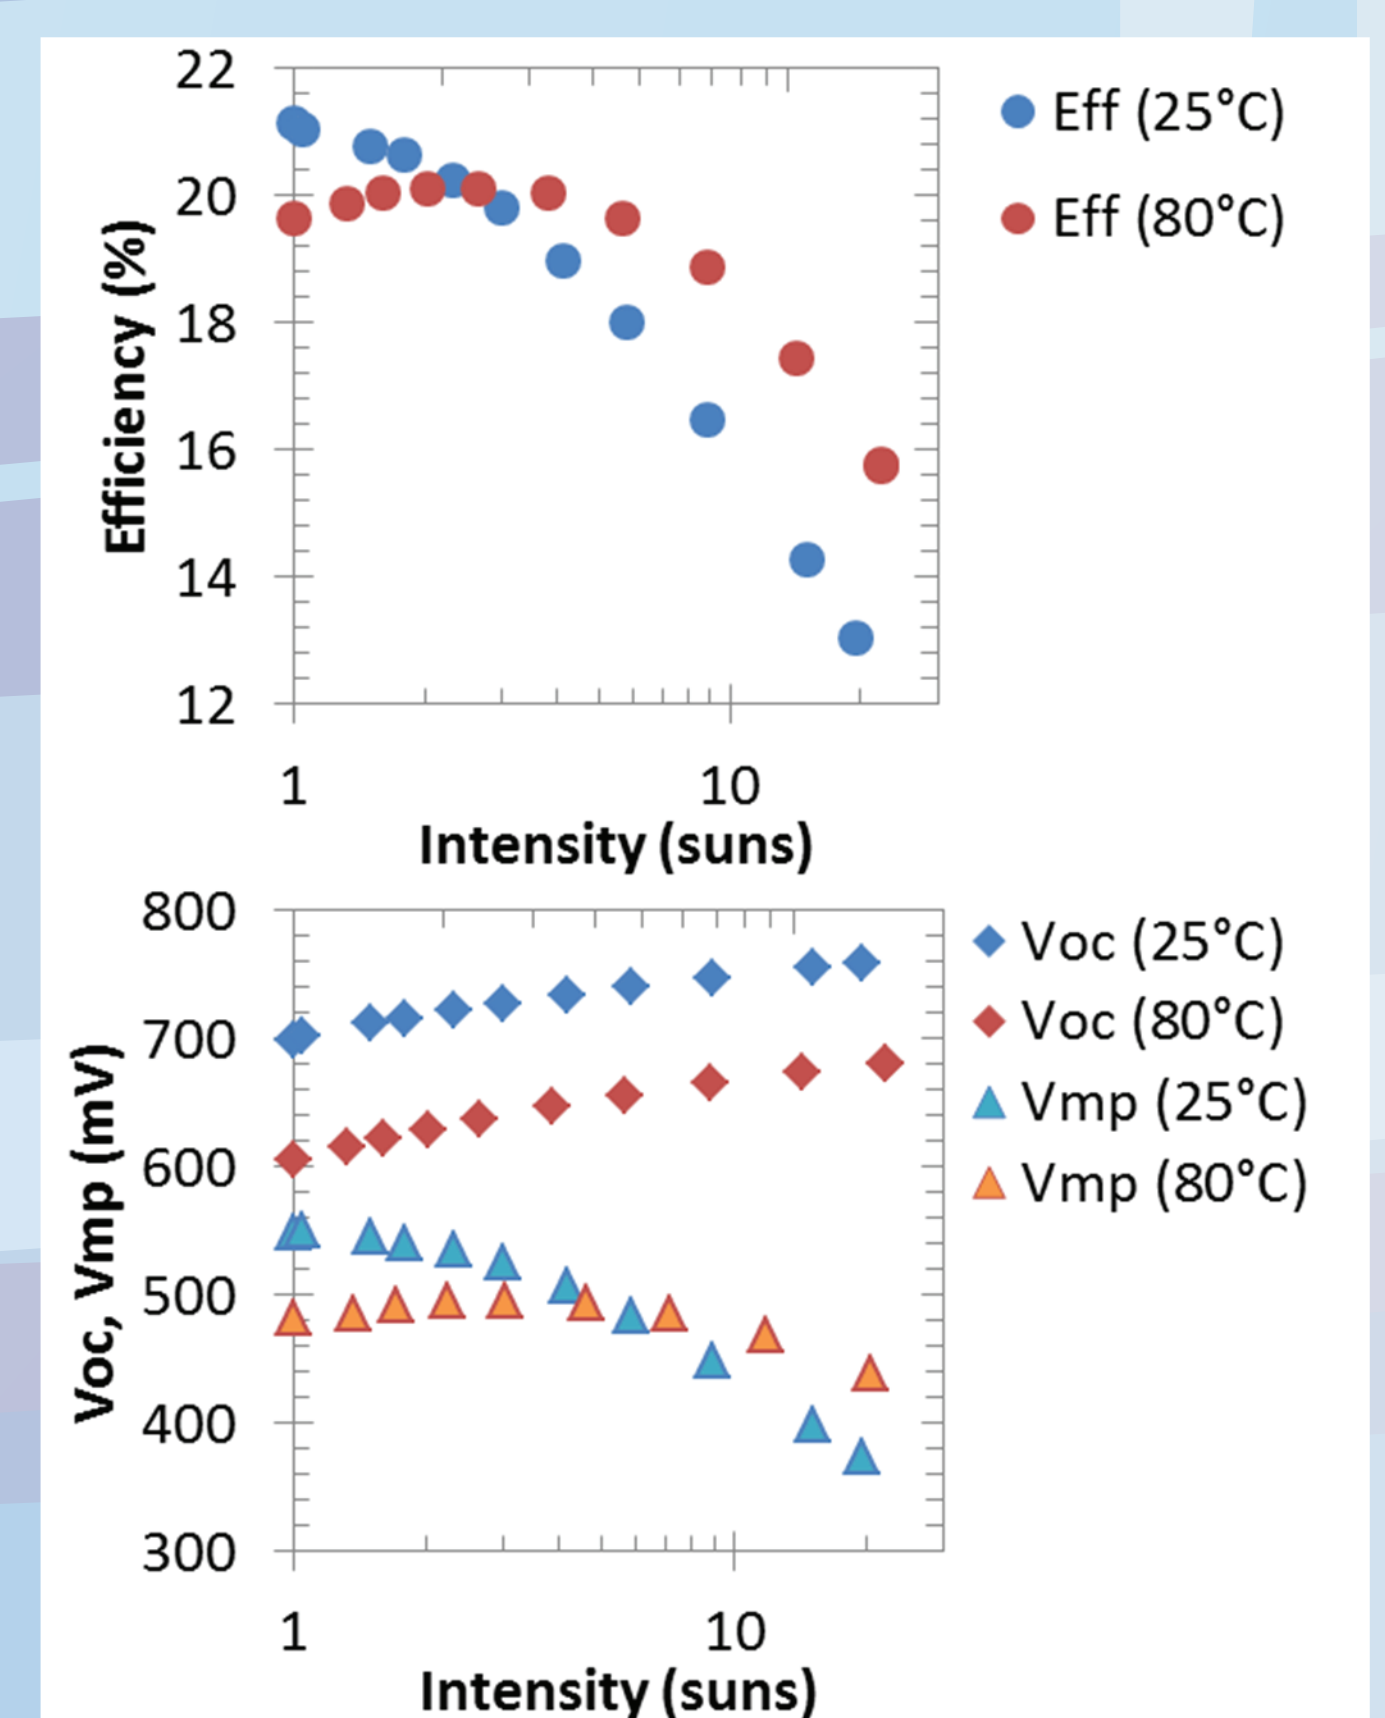 22
20
18
16
14
12
Efficiency (%)
1
10
Intensity (suns)
Eff (25°C)
Eff (80°C)
800
700
600
500
400
300
Voc, Vmp (mV)
1
10
Intensity (suns)
Voc (25°C)
Voc (80°C)
Vmp (25°C)
Vmp (80°C)